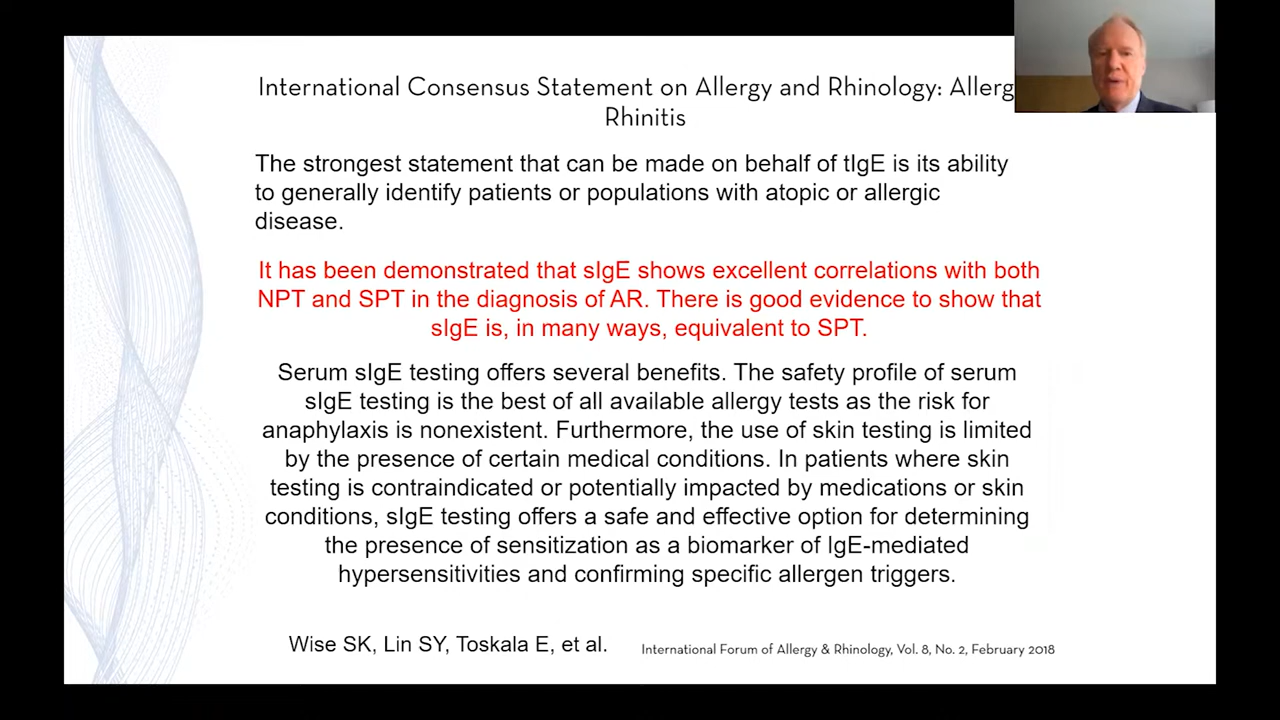 International Consensus Statement on Allergy and Rhinology: Allerg
Rhinitis
The strongest statement that can be made on behalf of tIgE is its ability
to generally identify patients or populations with atopic or allergic
disease.
It has been demonstrated that sIgE shows excellent correlations with both
NPT and SPT in the diagnosis of AR. There is good evidence to show that
sIgE is, in many ways, equivalent to SPT.
Serum sIgE testing offers several benefits. The safety profile of serum
sIgE testing is the best of all available allergy tests as the risk for
anaphylaxis is nonexistent. Furthermore, the use of skin testing is limited
by the presence of certain medical conditions. In patients where skin
testing is contraindicated or potentially impacted by medications or skin
conditions, sIgE testing offers a safe and effective option for determining
the presence of sensitization as a biomarker of IgE-mediated
hypersensitivities and confirming specific allergen triggers.
Wise SK, Lin SY, Toskala E, et al.
International Forum of Allergy & Rhinology, Vol. 8, No. 2, February 2018